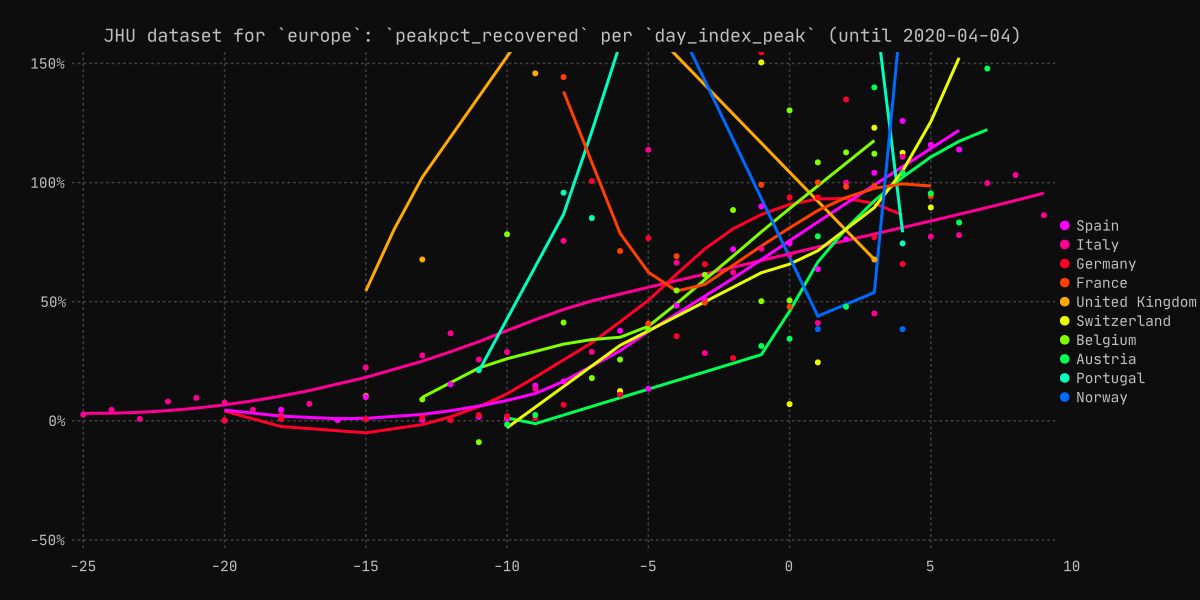 JHU dataset for `europe`: `peakpct_recovered` per `day_index_peak` (until 2020-04-04)
150%
100%
50%
0%
−50%
−25
−20
−15
−10
−5
0
5
10
Spain
Italy
Germany
France
United Kingdom
Switzerland
Belgium
Austria
Portugal
Norway